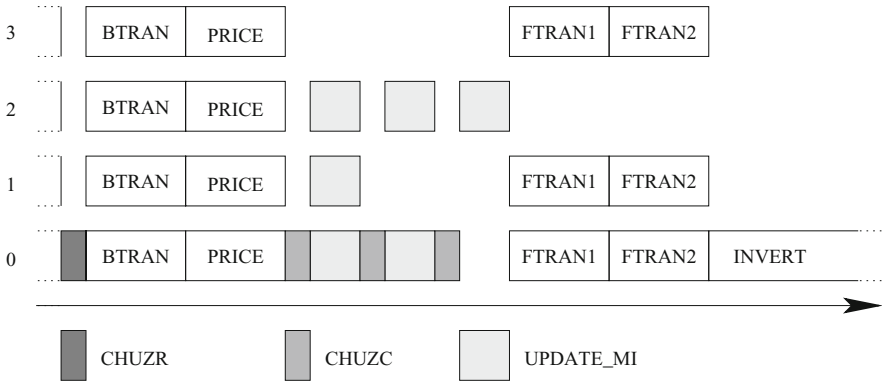 3 BTRAN PRICE FTRAN1 FTRAN2
2 BTRAN PRICE
1 BTRAN PRICE FTRAN1 FTRAN2
0 BTRAN PRICE FTRAN1 FTRAN2 INVERT
CHUZR CHUZC UPDATE_MI